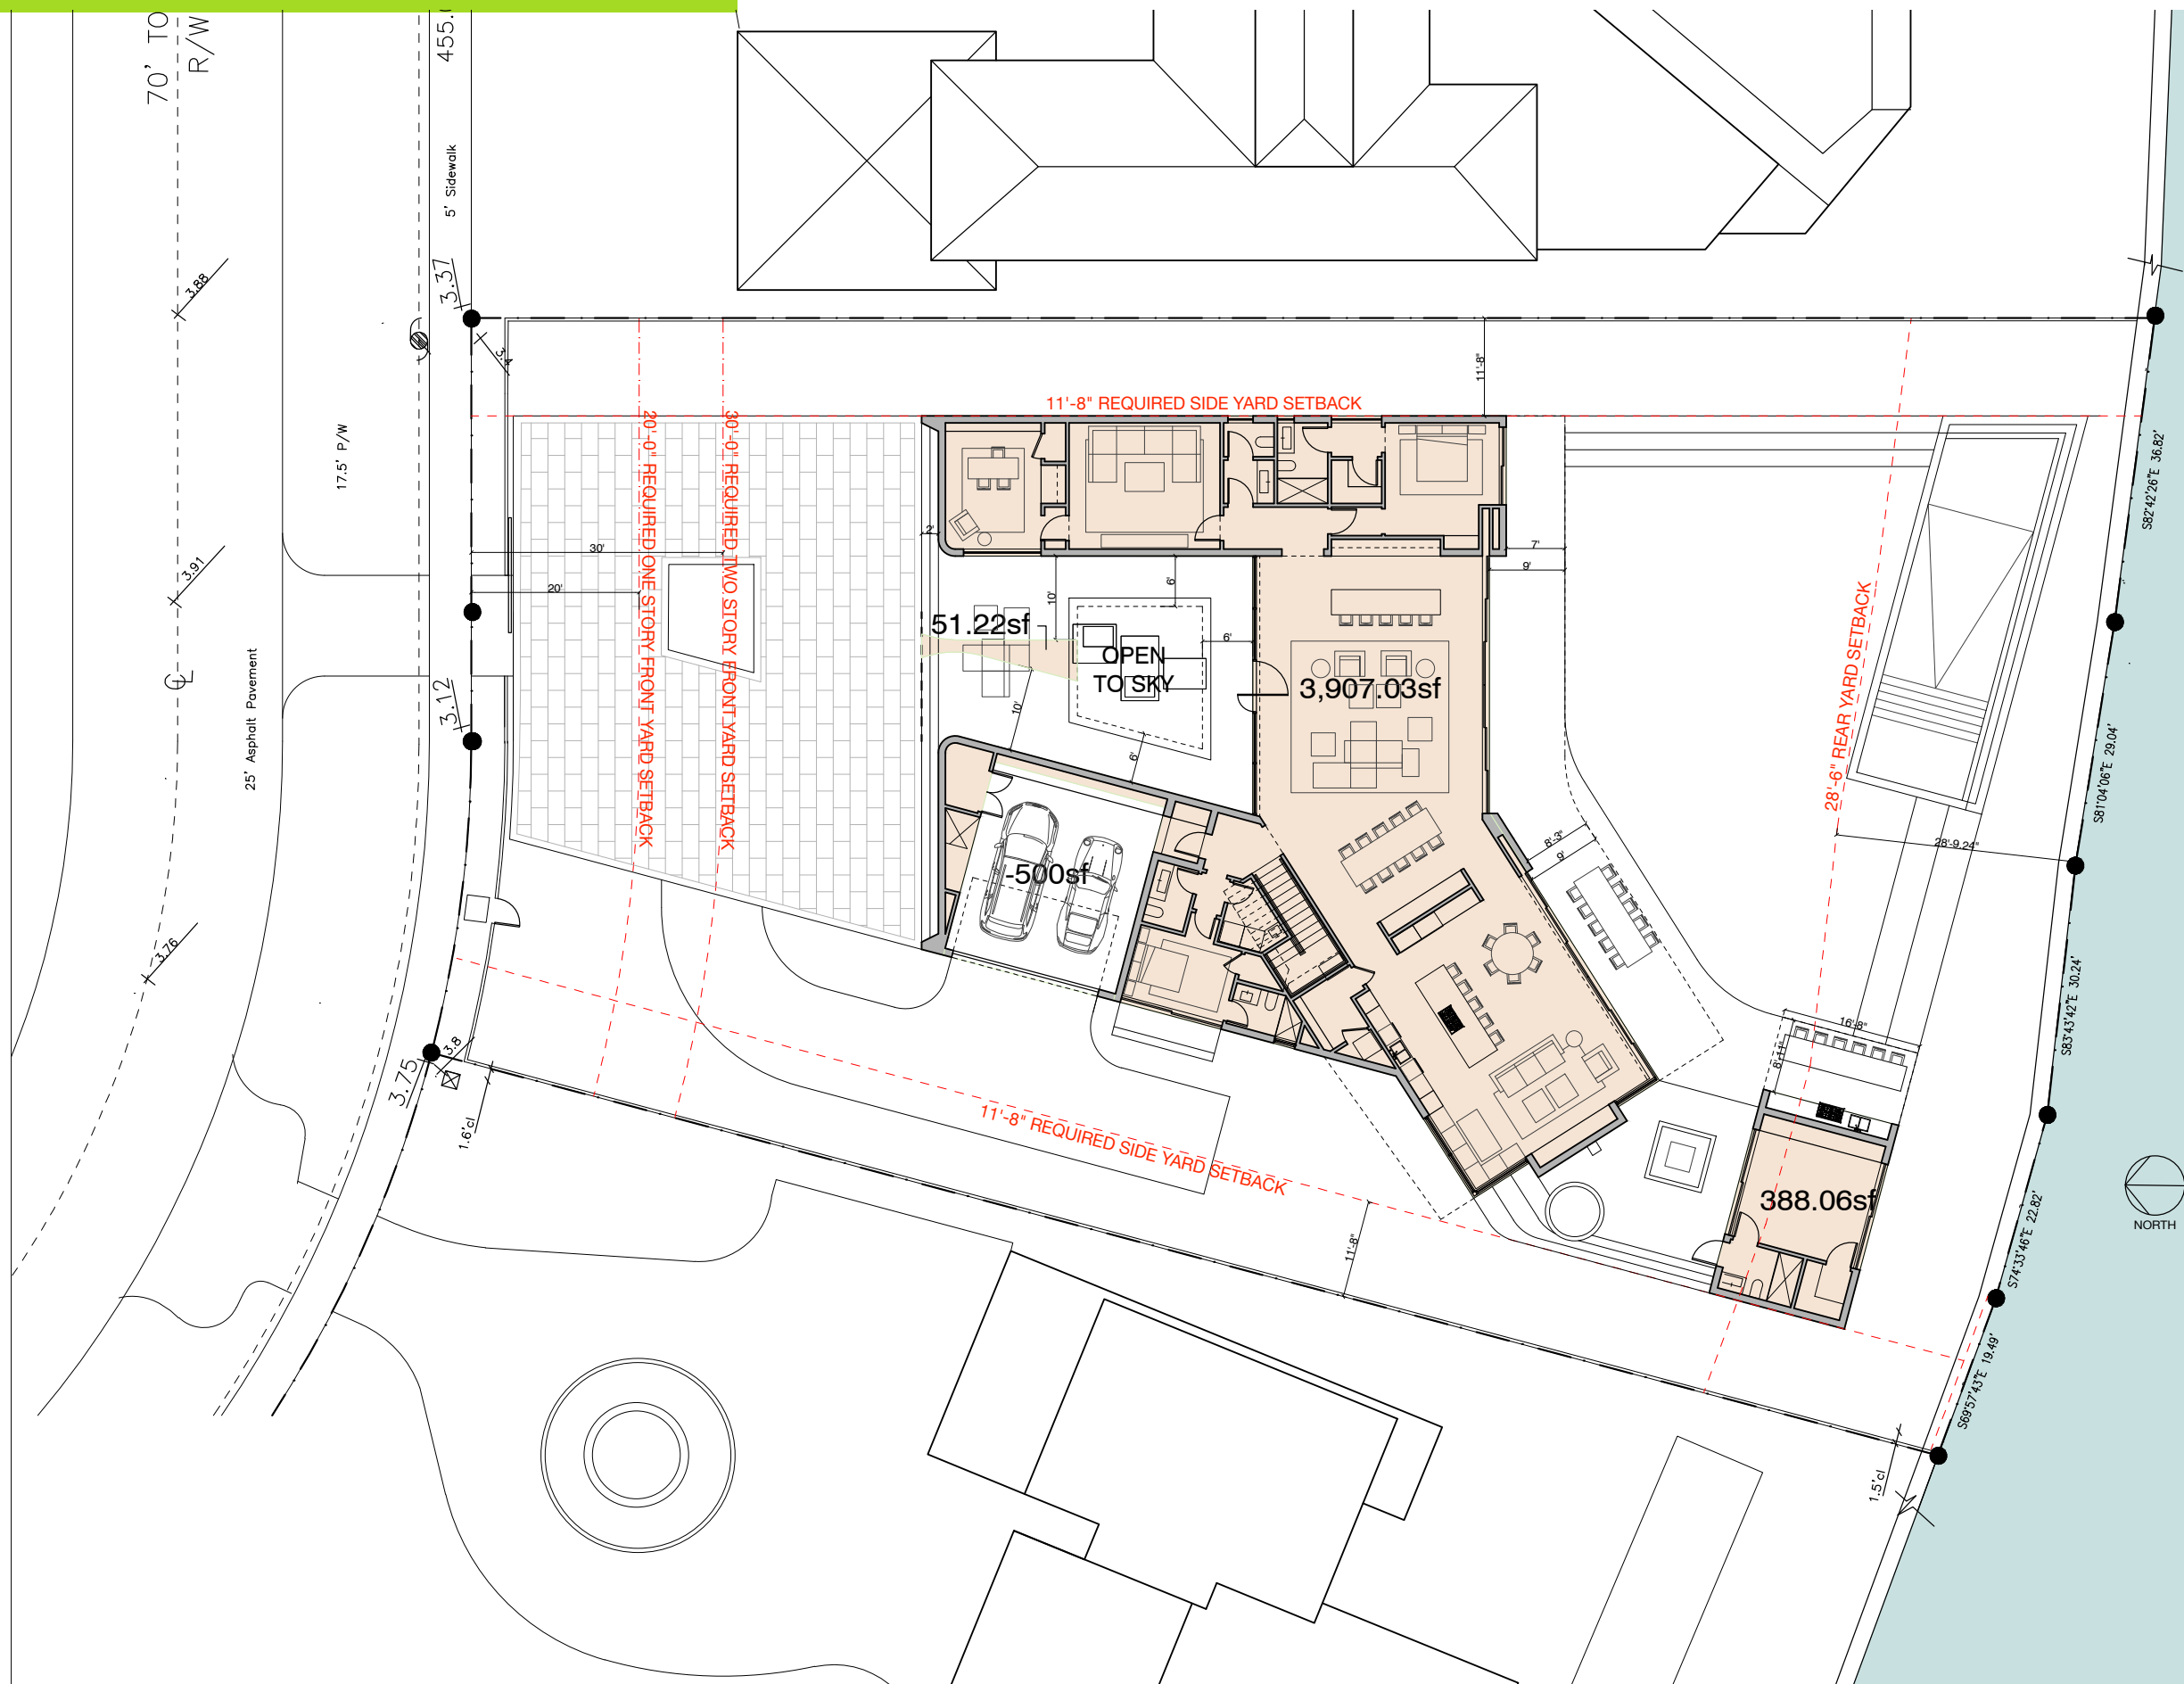 70' TO
R/W
455.
5' Sidewalk
3.37
3.88
3.4
17.5' P/W
11'-8"
11'-8" REQUIRED SIDE YARD SETBACK
20'-0" REQUIRED ONE STORY FRONT YARD SETBACK
30'-0" REQUIRED TWO STORY FRONT YARD SETBACK
S82°42'26"E 36.82'
2'
30'
7'
9'
3.91
20'
10'
6'
51.22sf
6'
OPEN
TO SKY
3,907.03sf
28'-6" REAR YARD SETBACK
℄
25' Asphalt Pavement
3.12
10'
6'
S81°04'06"E 29.04'
8'-3"
9'
28'-9.24"
-500sf
3.76
S83°43'42"E 30.24'
16'-8"
8'-11"
3.8
3.75
1.6'cl
11'-8" REQUIRED SIDE YARD SETBACK
388.06sf
NORTH
11'-8"
S74°33'46"E 22.82'
S69°57'43"E 19.49'
1.5'cl